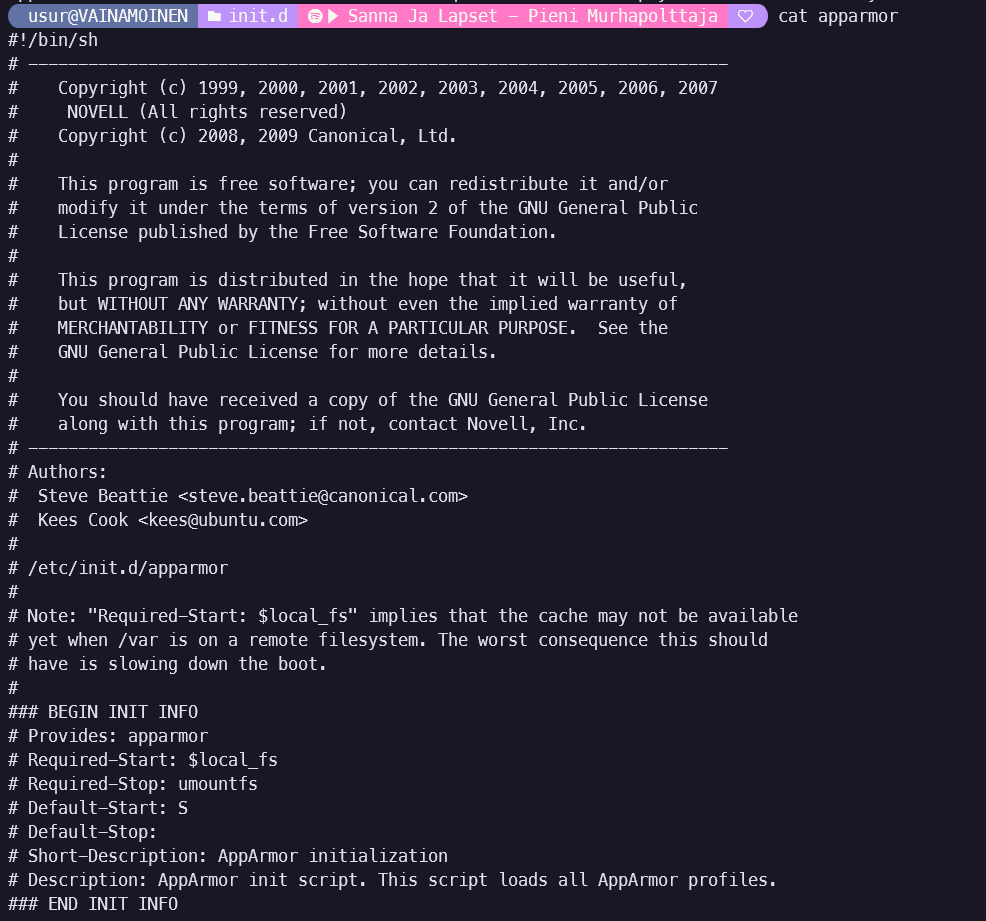 usur@VAINAMOINEN init.d Sanna Ja Lapset – Pieni Murhapolttaja ♡ cat apparmor
#!/bin/sh
# ----------------------------------------------------------------------
#    Copyright (c) 1999, 2000, 2001, 2002, 2003, 2004, 2005, 2006, 2007
#     NOVELL (All rights reserved)
#    Copyright (c) 2008, 2009 Canonical, Ltd.
#
#    This program is free software; you can redistribute it and/or
#    modify it under the terms of version 2 of the GNU General Public
#    License published by the Free Software Foundation.
#
#    This program is distributed in the hope that it will be useful,
#    but WITHOUT ANY WARRANTY; without even the implied warranty of
#    MERCHANTABILITY or FITNESS FOR A PARTICULAR PURPOSE.  See the
#    GNU General Public License for more details.
#
#    You should have received a copy of the GNU General Public License
#    along with this program; if not, contact Novell, Inc.
# ----------------------------------------------------------------------
# Authors:
#  Steve Beattie <steve.beattie@canonical.com>
#  Kees Cook <kees@ubuntu.com>
#
# /etc/init.d/apparmor
#
# Note: "Required-Start: $local_fs" implies that the cache may not be available
# yet when /var is on a remote filesystem. The worst consequence this should
# have is slowing down the boot.
#
### BEGIN INIT INFO
# Provides: apparmor
# Required-Start: $local_fs
# Required-Stop: umountfs
# Default-Start: S
# Default-Stop:
# Short-Description: AppArmor initialization
# Description: AppArmor init script. This script loads all AppArmor profiles.
### END INIT INFO